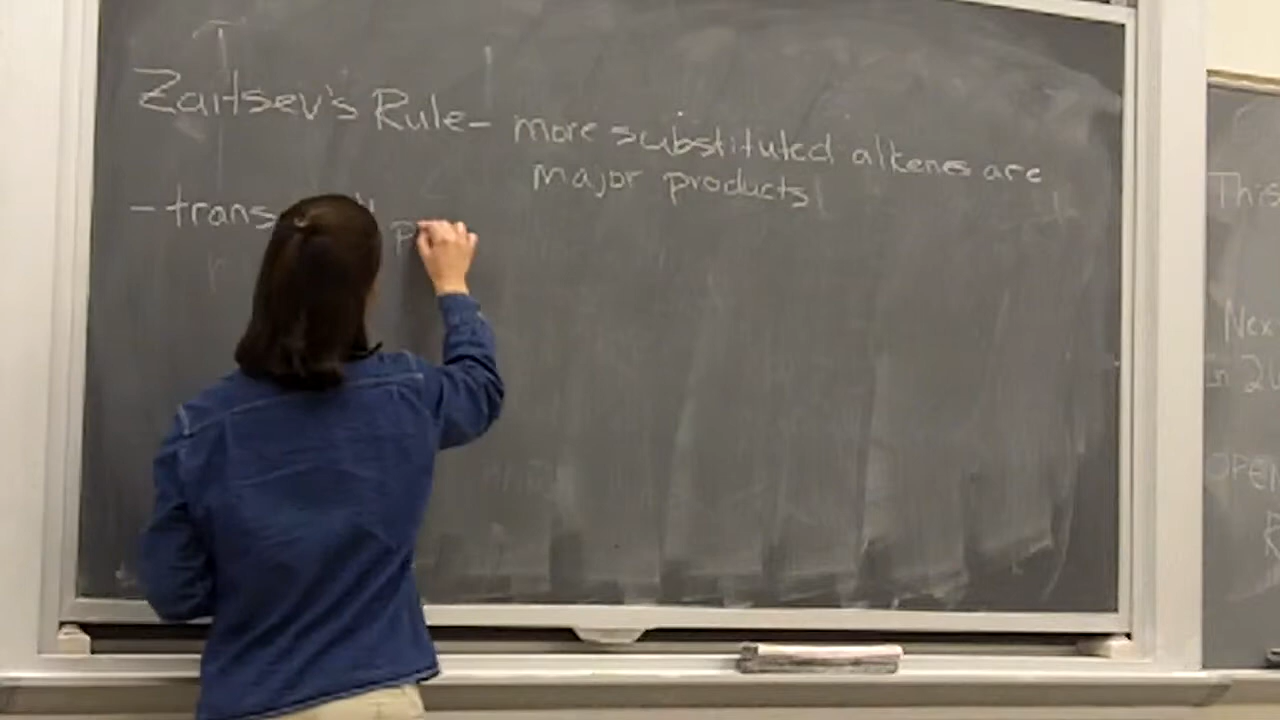 Zaitsev's Rule- more substituted alkenes are
major products
- trans
This
Nex
in 2
OPEN
R